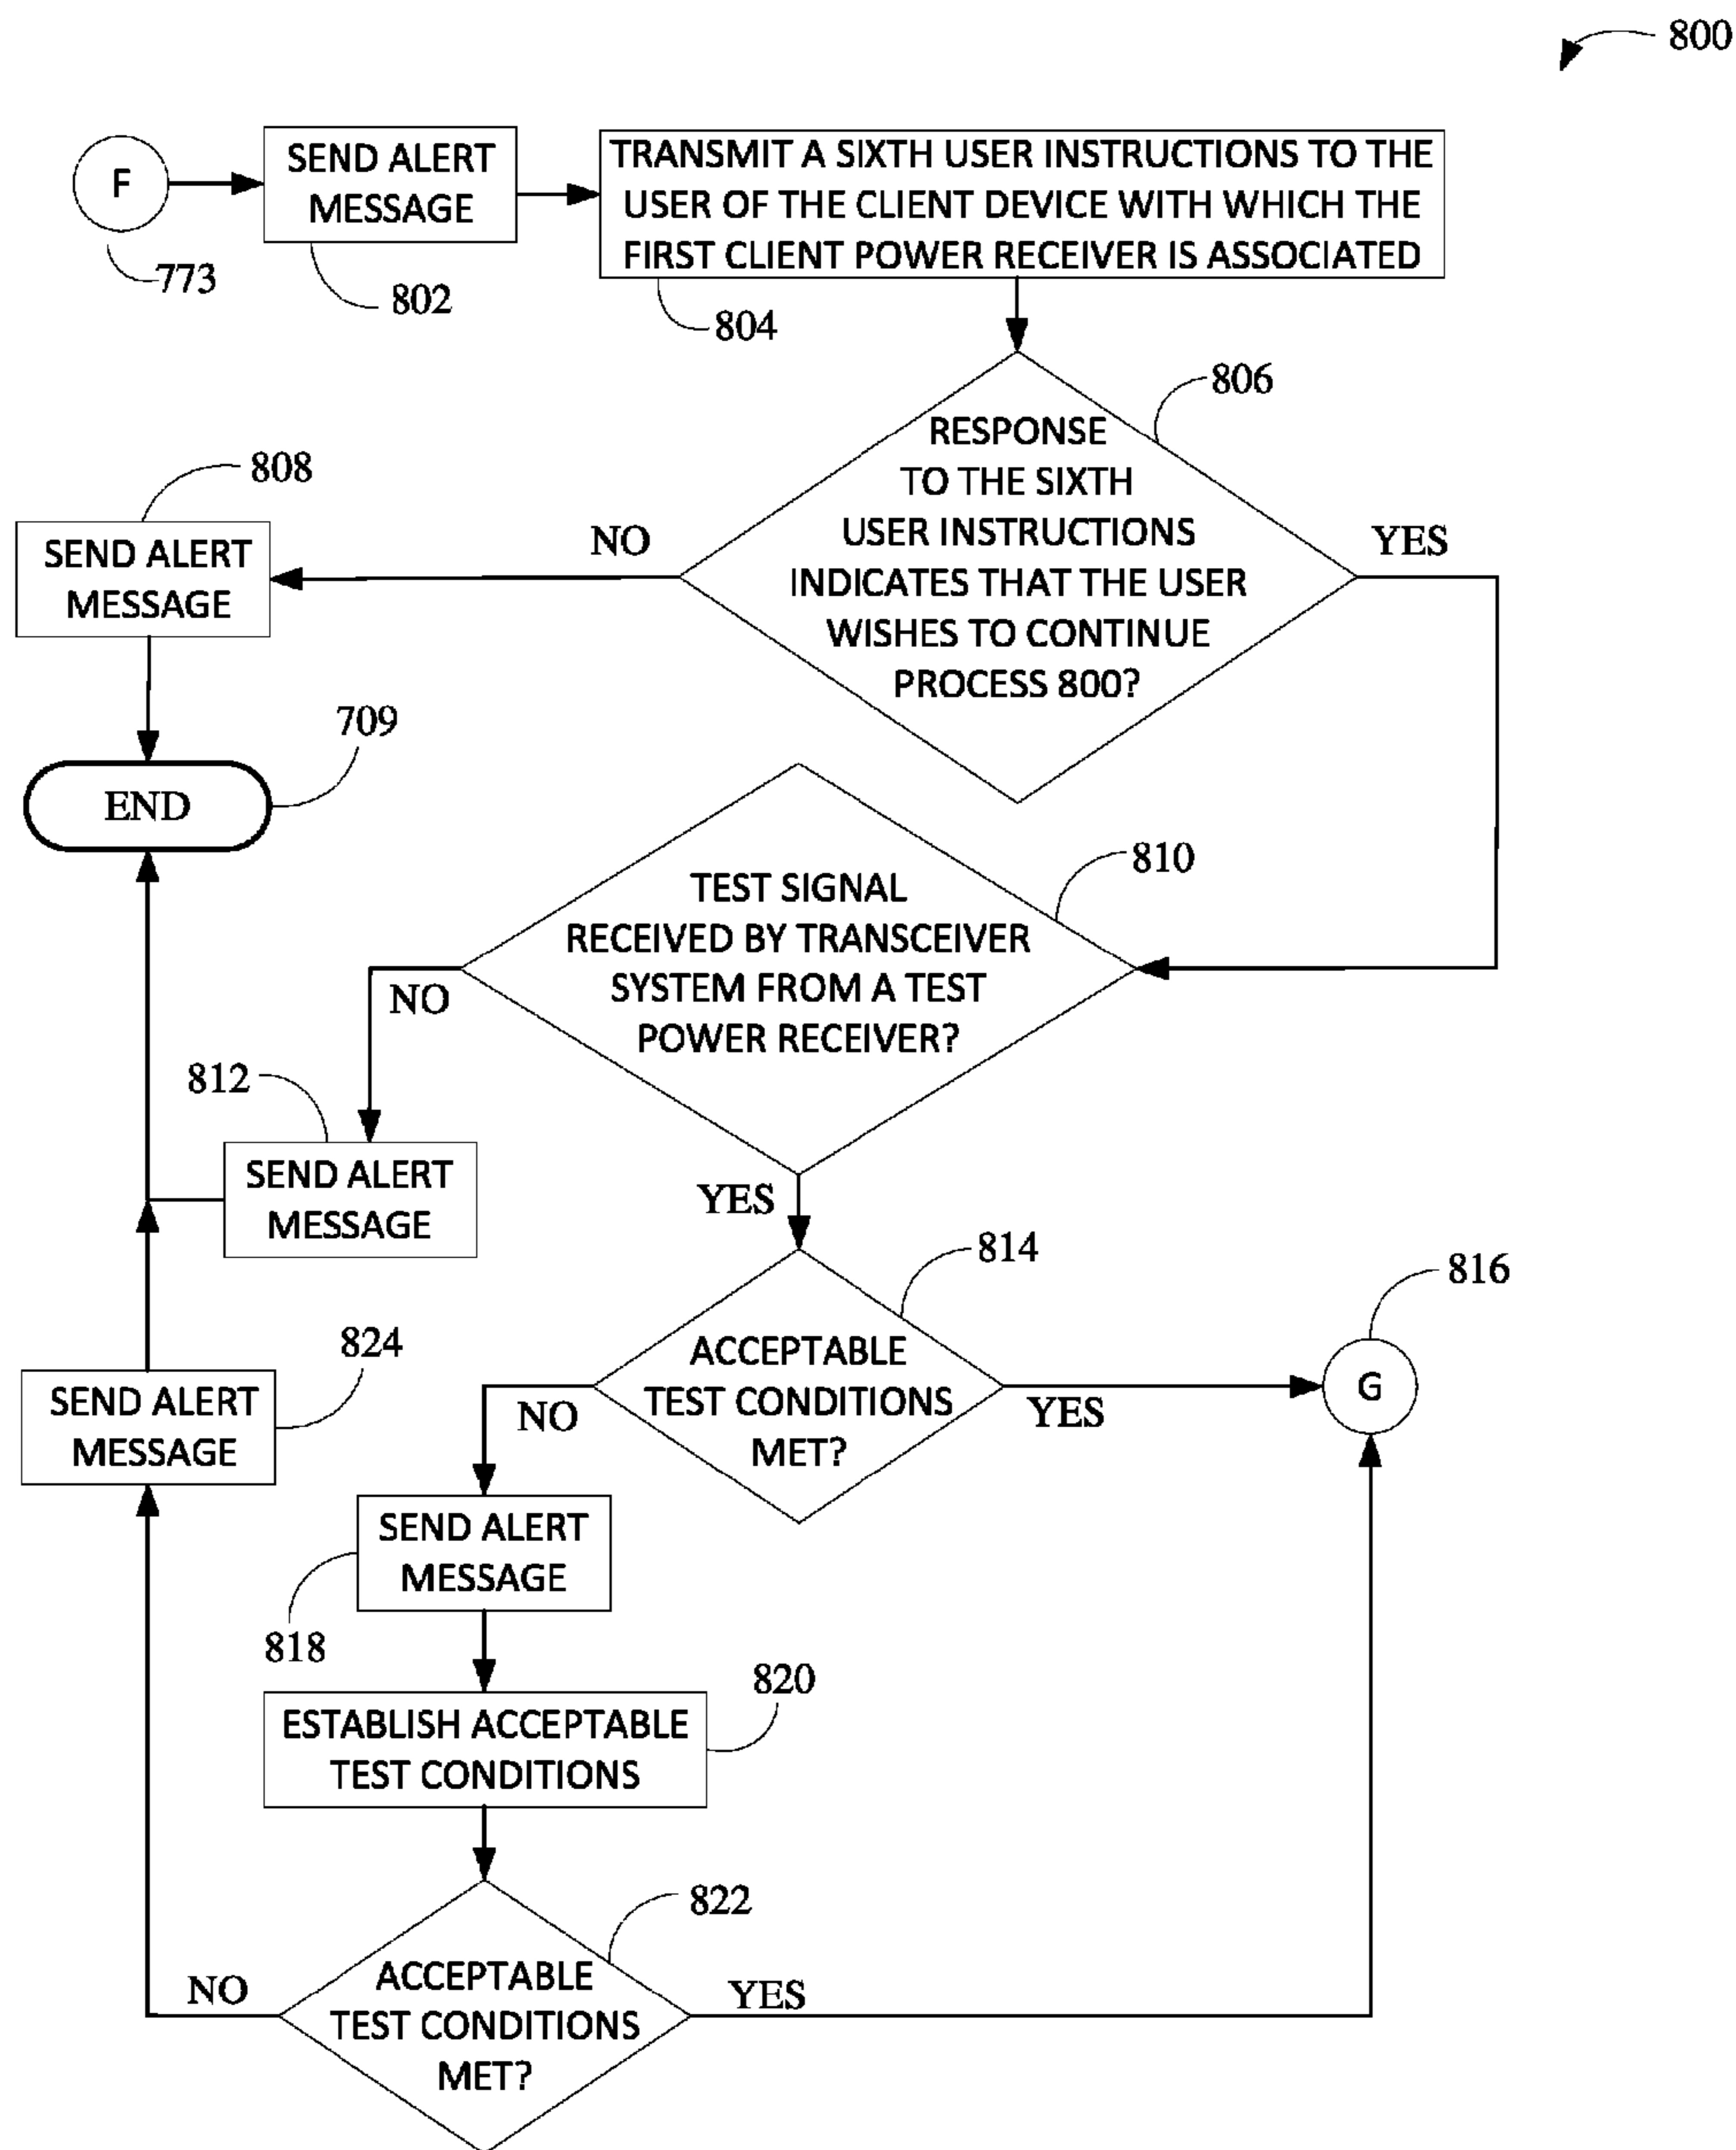 800
F
773
SEND ALERT
MESSAGE
802
TRANSMIT A SIXTH USER INSTRUCTIONS TO THE
USER OF THE CLIENT DEVICE WITH WHICH THE
FIRST CLIENT POWER RECEIVER IS ASSOCIATED
804
806
RESPONSE
TO THE SIXTH
USER INSTRUCTIONS
INDICATES THAT THE USER
WISHES TO CONTINUE
PROCESS 800?
NO
YES
808
SEND ALERT
MESSAGE
709
END
810
TEST SIGNAL
RECEIVED BY TRANSCEIVER
SYSTEM FROM A TEST
POWER RECEIVER?
NO
YES
812
SEND ALERT
MESSAGE
814
ACCEPTABLE
TEST CONDITIONS
MET?
NO
YES
816
G
824
SEND ALERT
MESSAGE
SEND ALERT
MESSAGE
818
820
ESTABLISH ACCEPTABLE
TEST CONDITIONS
822
ACCEPTABLE
TEST CONDITIONS
MET?
NO
YES